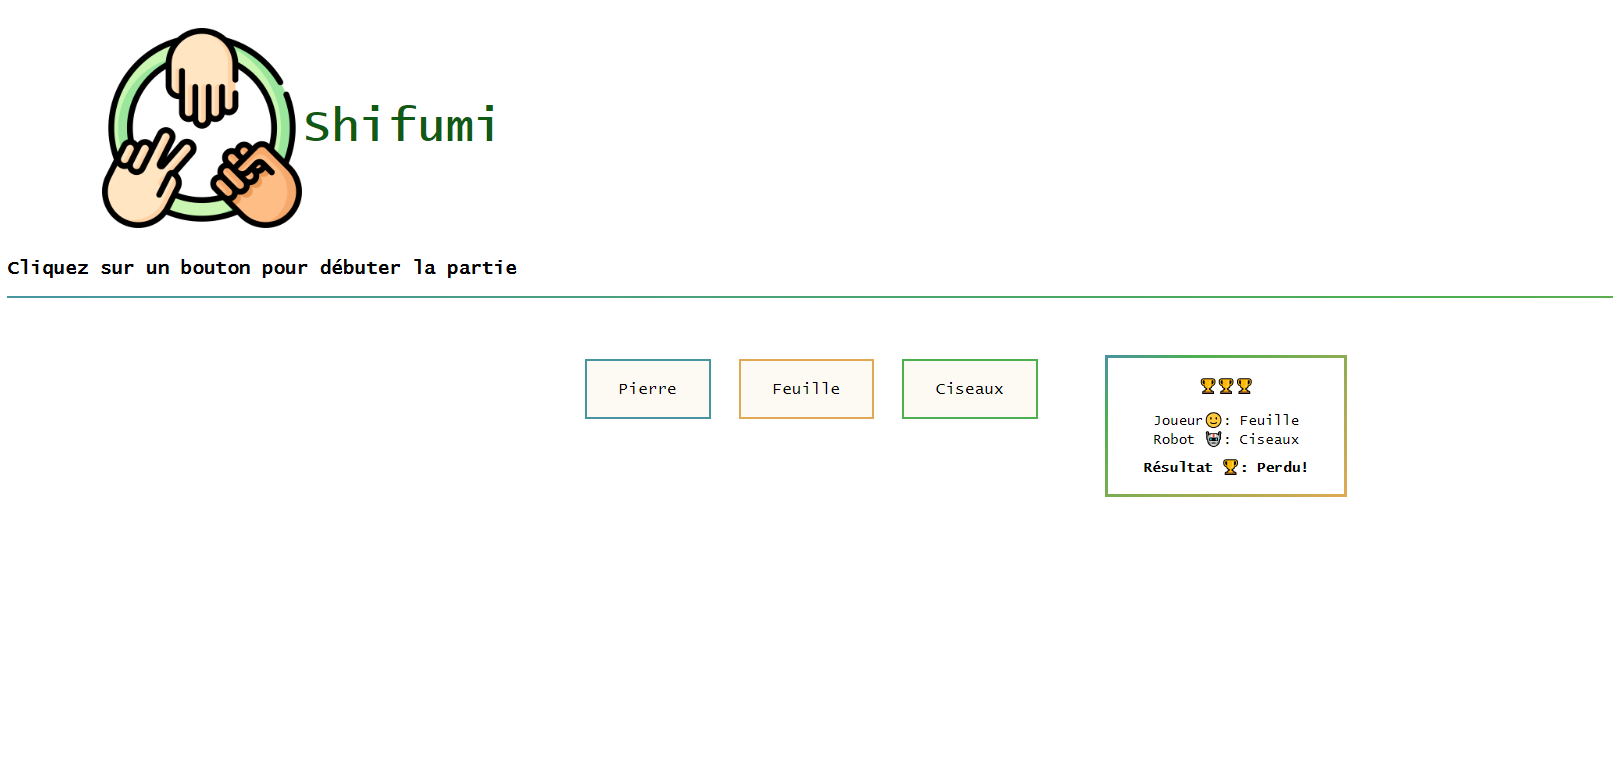 Shifumi
Cliquez sur un bouton pour débuter la partie
Pierre
Feuille
Ciseaux
🏆🏆🏆
Joueur🙂: Feuille
Robot 🤖: Ciseaux
Résultat 🏆: Perdu!